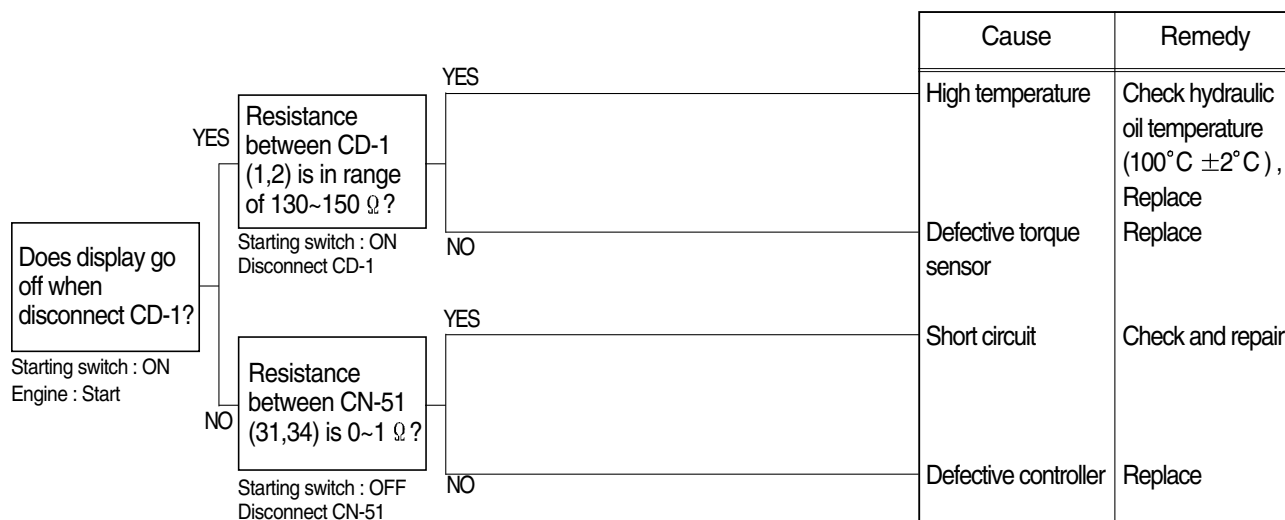 Cause
Remedy
YES
High temperature
Check hydraulic
oil temperature
(100°C ±2°C) ,
Replace
YES
Resistance
between CD-1
(1,2) is in range
of 130~150 Ω?
Starting switch : ON
Disconnect CD-1
NO
Defective torque
sensor
Replace
Does display go
off when
disconnect CD-1?
Starting switch : ON
Engine : Start
YES
Short circuit
Check and repair
NO
Resistance
between CN-51
(31,34) is 0~1 Ω?
Starting switch : OFF
Disconnect CN-51
NO
Defective controller
Replace